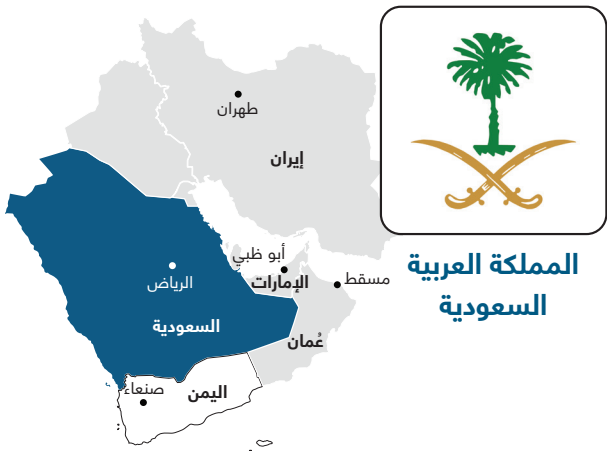 طهران
إيران
أبو ظبي
المملكة العربية
السعودية
الرياض
الإمارات
مسقط
السعودية
عُمان
صنعاء
اليمن